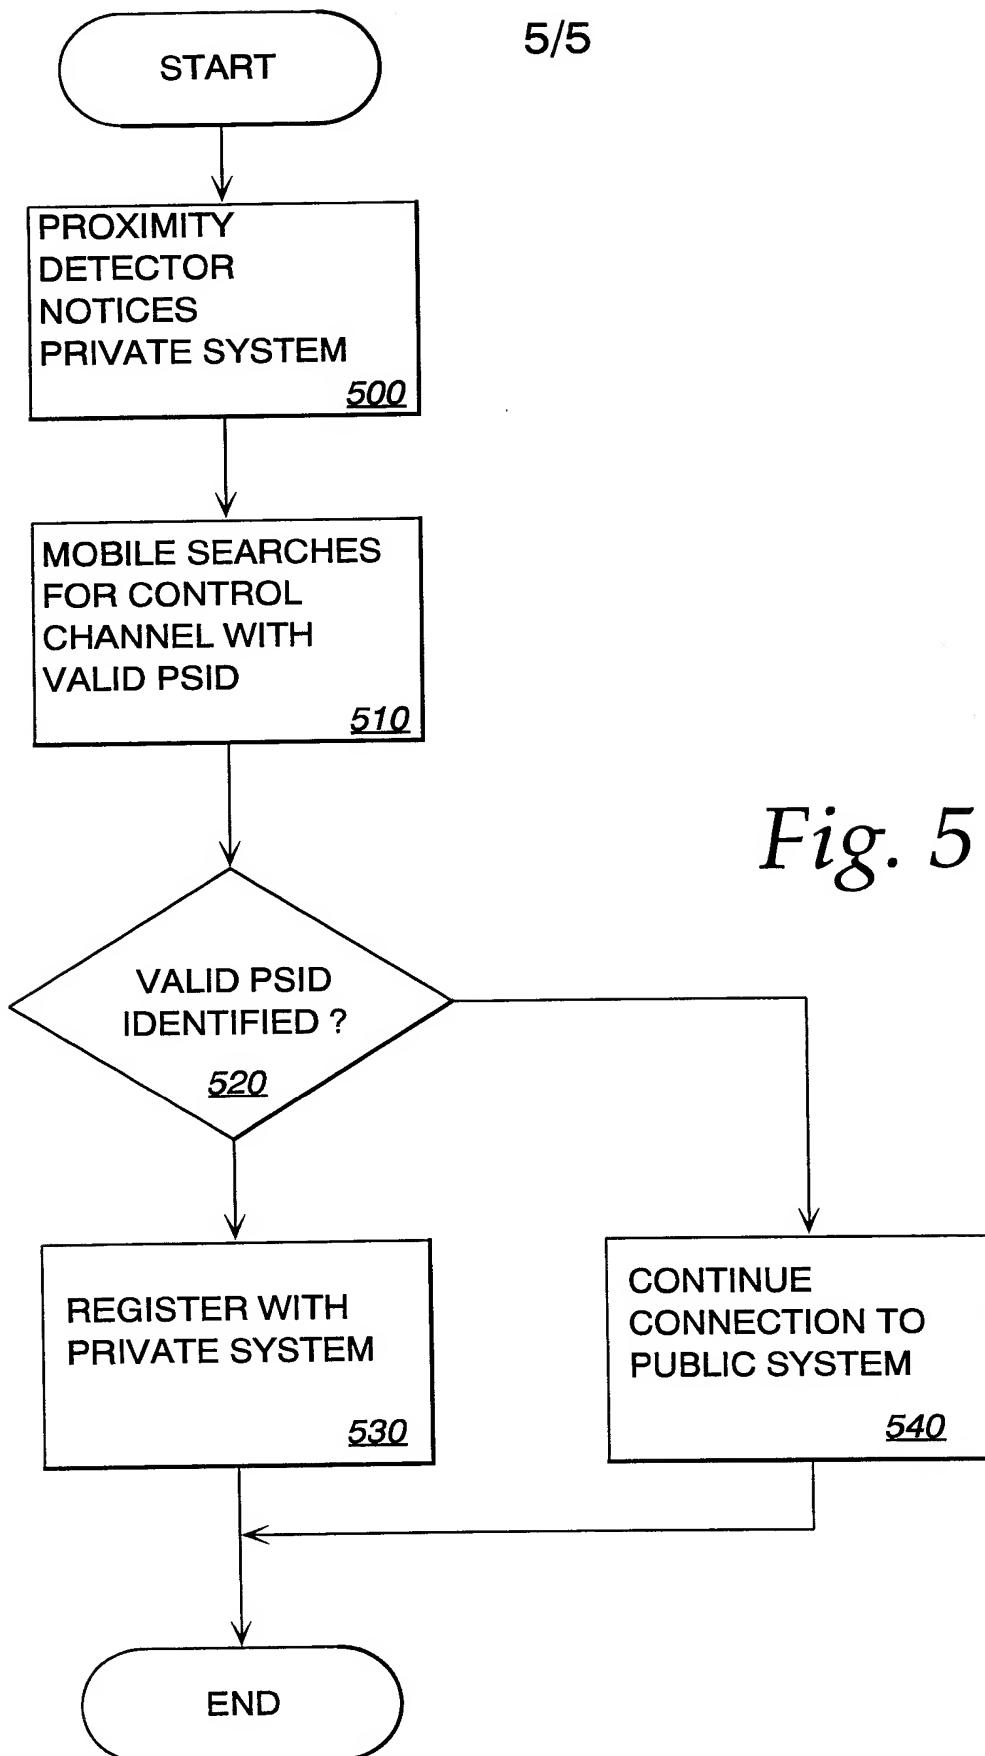 5/5
START
PROXIMITY
DETECTOR
NOTICES
PRIVATE SYSTEM
500
MOBILE SEARCHES
FOR CONTROL
CHANNEL WITH
VALID PSID
510
Fig. 5
VALID PSID
IDENTIFIED ?
520
REGISTER WITH
PRIVATE SYSTEM
530
CONTINUE
CONNECTION TO
PUBLIC SYSTEM
540
END